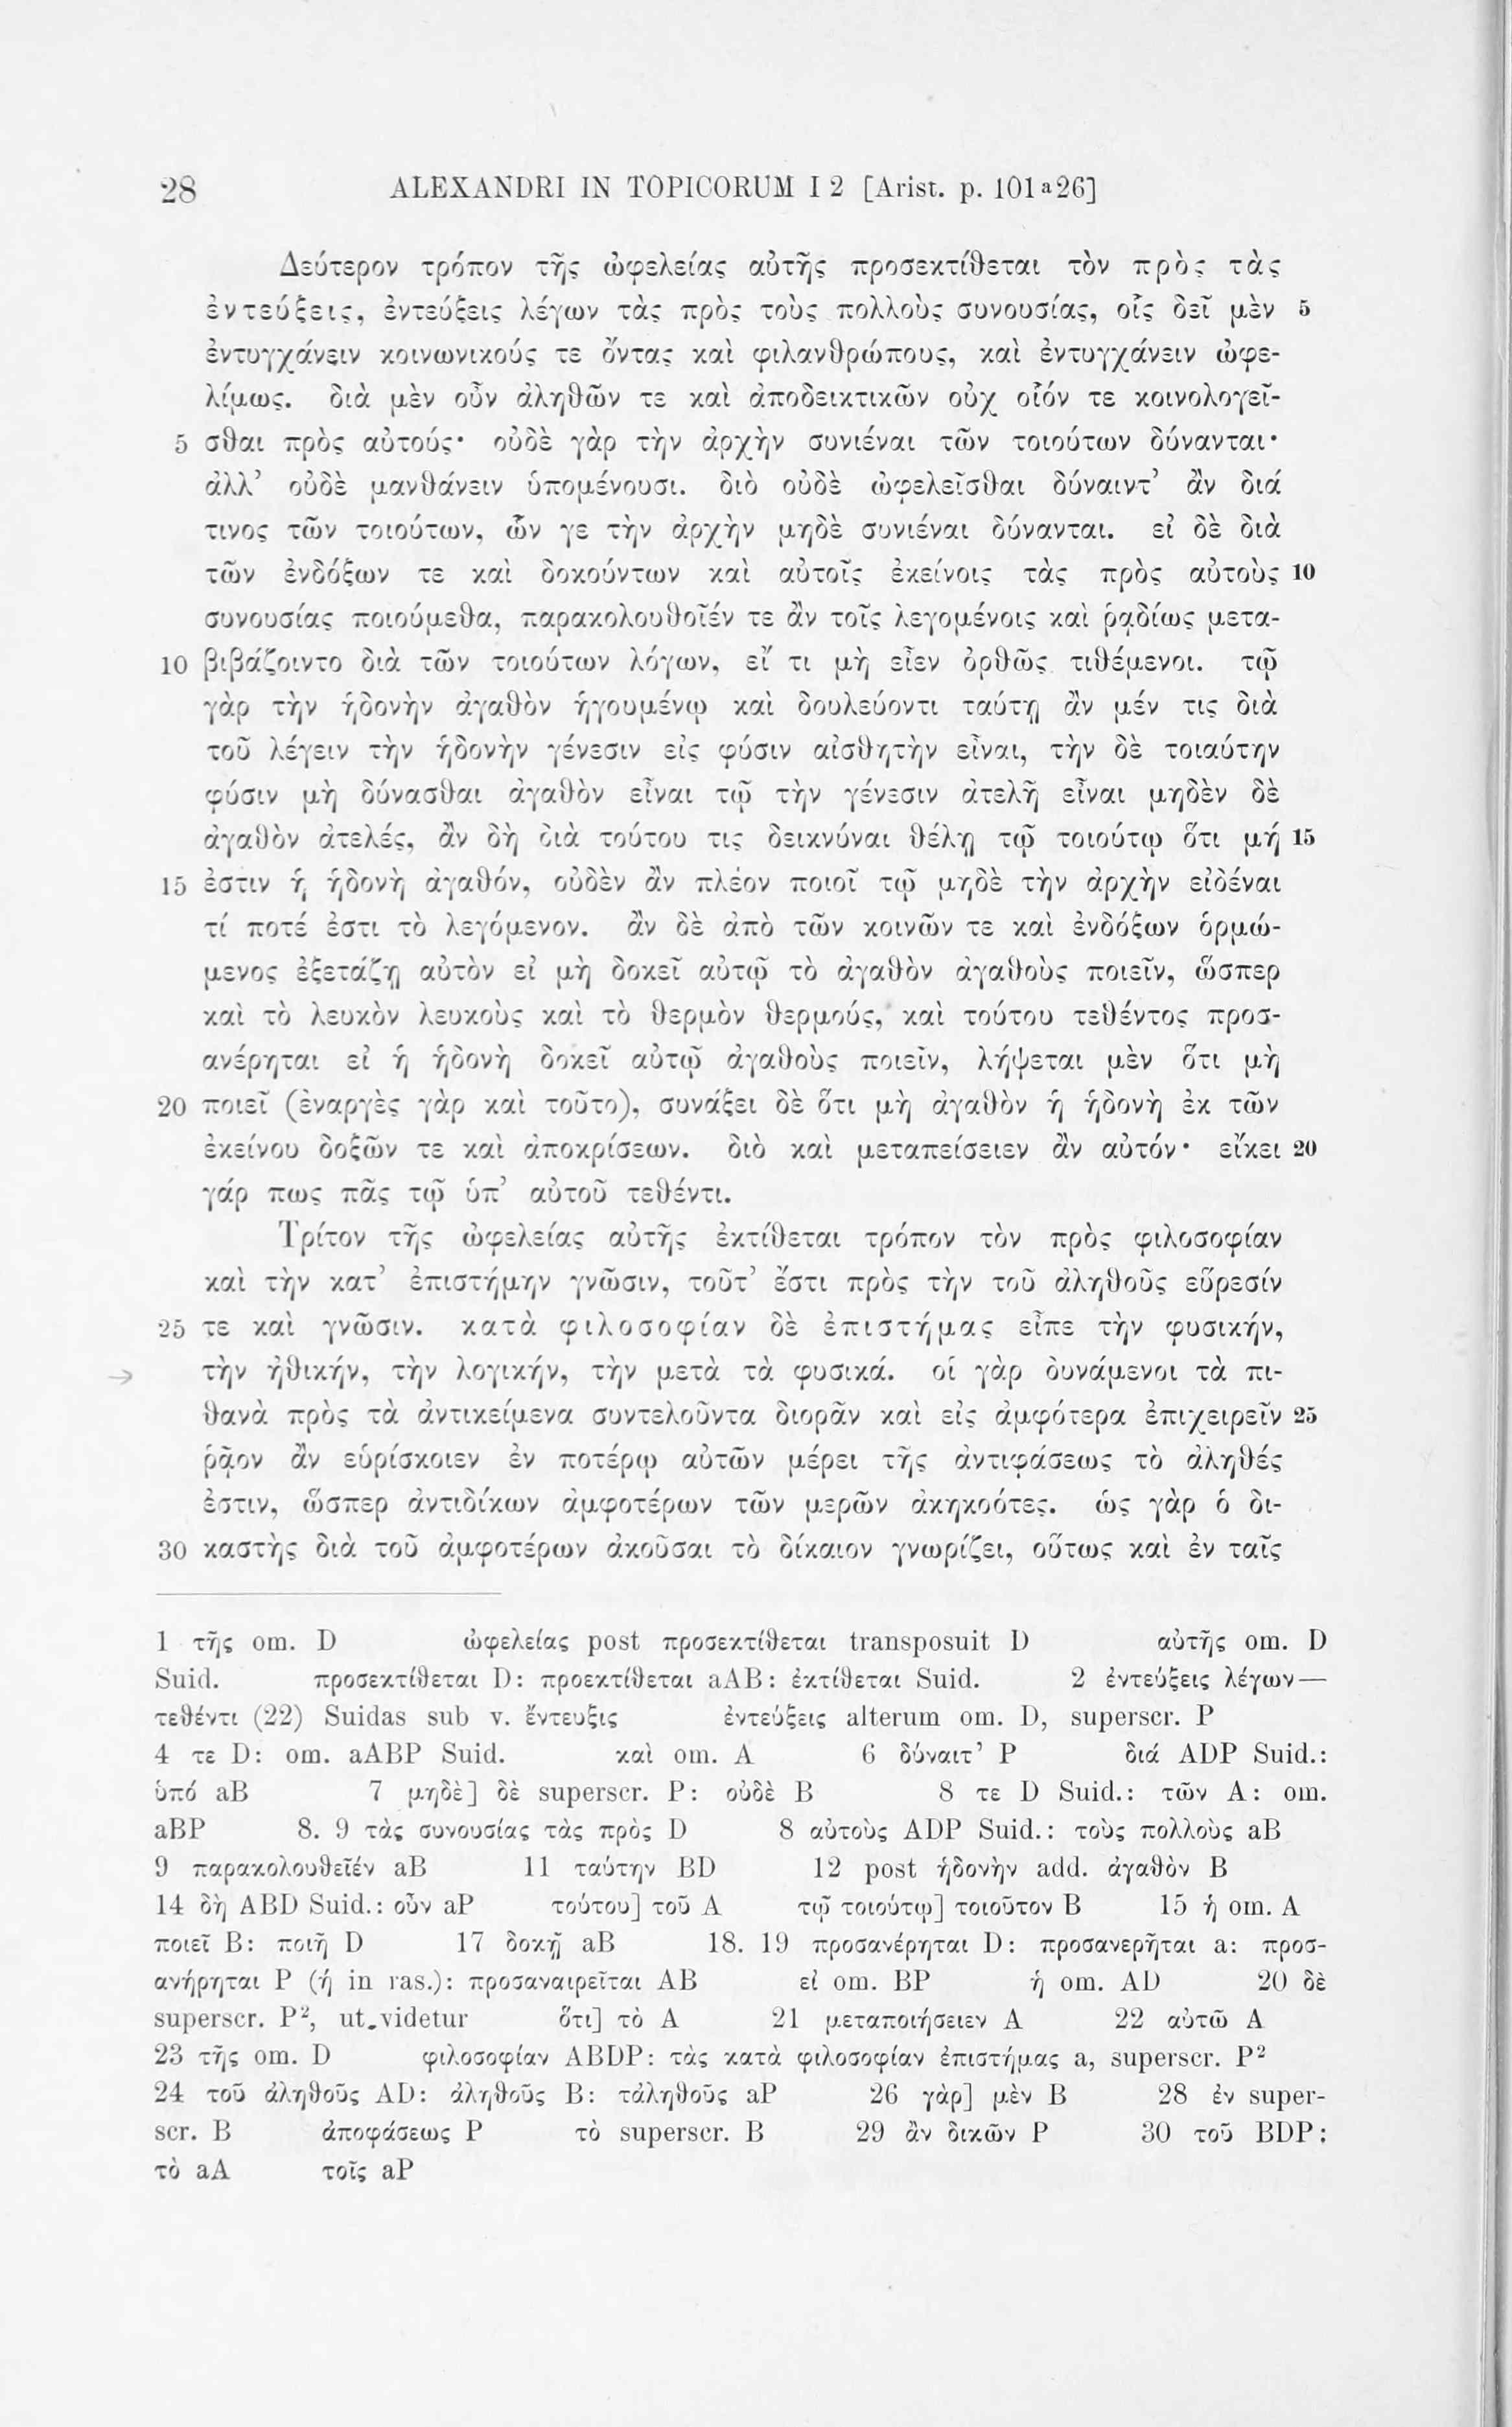 28 ALEXANDRI IN TOPICORUM I 2 [Arist. p. 101ᵃ26]
Δεύτερον τρόπον τῆς ὠφελείας αὐτῆς προσεκτίθεται τὸν πρὸς τὰς
ἐντεύξεις, ἐντεύξεις λέγων τὰς πρὸς τοὺς πολλοὺς συνουσίας, οἷς δεῖ μὲν 5
ἐντυγχάνειν κοινωνικούς τε ὄντας καὶ φιλανθρώπους, καὶ ἐντυγχάνειν ὠφε-
λίμως. διὰ μὲν οὖν ἀληθῶν τε καὶ ἀποδεικτικῶν οὐχ οἷόν τε κοινολογεῖ-
5 σθαι πρὸς αὐτούς· οὐδὲ γὰρ τὴν ἀρχὴν συνιέναι τῶν τοιούτων δύνανται·
ἀλλ’ οὐδὲ μανθάνειν ὑπομένουσι. διὸ οὐδὲ ὠφελεῖσθαι δύναιντ’ ἂν διά
τινος τῶν τοιούτων, ὧν γε τὴν ἀρχὴν μηδὲ συνιέναι δύνανται. εἰ δὲ διὰ
τῶν ἐνδόξων τε καὶ δοκούντων καὶ αὐτοῖς ἐκείνοις τὰς πρὸς αὐτοὺς 10
συνουσίας ποιούμεθα, παρακολουθοῖέν τε ἂν τοῖς λεγομένοις καὶ ῥᾳδίως μετα-
10 βιβάζοιντο διὰ τῶν τοιούτων λόγων, εἴ τι μὴ εἶεν ὀρθῶς τιθέμενοι. τῷ
γὰρ τὴν ἡδονὴν ἀγαθὸν ἡγουμένῳ καὶ δουλεύοντι ταύτῃ ἂν μέν τις διὰ
τοῦ λέγειν τὴν ἡδονὴν γένεσιν εἰς φύσιν αἰσθητὴν εἶναι, τὴν δὲ τοιαύτην
φύσιν μὴ δύνασθαι ἀγαθὸν εἶναι τῷ τὴν γένεσιν ἀτελῆ εἶναι μηδὲν δὲ
ἀγαθὸν ἀτελές, ἂν δὴ διὰ τούτου τις δεικνύναι θέλῃ τῷ τοιούτῳ ὅτι μή 15
15 ἐστιν ἡ ἡδονὴ ἀγαθόν, οὐδὲν ἂν πλέον ποιοῖ τῷ μηδὲ τὴν ἀρχὴν εἰδέναι
τί ποτέ ἐστι τὸ λεγόμενον. ἂν δὲ ἀπὸ τῶν κοινῶν τε καὶ ἐνδόξων ὁρμώ-
μενος ἐξετάζῃ αὐτὸν εἰ μὴ δοκεῖ αὐτῷ τὸ ἀγαθὸν ἀγαθοὺς ποιεῖν, ὥσπερ
καὶ τὸ λευκὸν λευκοὺς καὶ τὸ θερμὸν θερμούς, καὶ τούτου τεθέντος προσ-
ανέρηται εἰ ἡ ἡδονὴ δοκεῖ αὐτῷ ἀγαθοὺς ποιεῖν, λήψεται μὲν ὅτι μὴ
20 ποιεῖ (ἐναργὲς γὰρ καὶ τοῦτο), συνάξει δὲ ὅτι μὴ ἀγαθὸν ἡ ἡδονὴ ἐκ τῶν
ἐκείνου δοξῶν τε καὶ ἀποκρίσεων. διὸ καὶ μεταπείσειεν ἂν αὐτόν· εἴκει 20
γάρ πως πᾶς τῷ ὑπ’ αὐτοῦ τεθέντι.
Τρίτον τῆς ὠφελείας αὐτῆς ἐκτίθεται τρόπον τὸν πρὸς φιλοσοφίαν
καὶ τὴν κατ’ ἐπιστήμην γνῶσιν, τοῦτ’ ἔστι πρὸς τὴν τοῦ ἀληθοῦς εὕρεσίν
25 τε καὶ γνῶσιν. κατὰ φιλοσοφίαν δὲ ἐπιστήμας εἶπε τὴν φυσικήν,
τὴν ἠθικήν, τὴν λογικήν, τὴν μετὰ τὰ φυσικά. οἱ γὰρ δυνάμενοι τὰ πι-
θανὰ πρὸς τὰ ἀντικείμενα συντελοῦντα διορᾶν καὶ εἰς ἀμφότερα ἐπιχειρεῖν 25
ῥᾷον ἂν εὑρίσκοιεν ἐν ποτέρῳ αὐτῶν μέρει τῆς ἀντιφάσεως τὸ ἀληθές
ἐστιν, ὥσπερ ἀντιδίκων ἀμφοτέρων τῶν μερῶν ἀκηκοότες. ὡς γὰρ ὁ δι-
30 καστὴς διὰ τοῦ ἀμφοτέρων ἀκοῦσαι τὸ δίκαιον γνωρίζει, οὕτως καὶ ἐν ταῖς
1 τῆς om. D ὠφελείας post προσεκτίθεται transposuit D αὐτῆς om. D
Suid. προσεκτίθεται D: προεκτίθεται aAB: ἐκτίθεται Suid. 2 ἐντεύξεις λέγων—
τεθέντι (22) Suidas sub v. ἔντευξις ἐντεύξεις alterum om. D, superscr. P
4 τε D: om. aABP Suid. καὶ om. A 6 δύναιτ’ P διά ADP Suid.:
ὑπό aB 7 μηδὲ] δὲ superscr. P: οὐδὲ B 8 τε D Suid.: τῶν A: om.
aBP 8. 9 τὰς συνουσίας τὰς πρὸς D 8 αὐτοὺς ADP Suid.: τοὺς πολλοὺς aB
9 παρακολουθεῖέν aB 11 ταύτην BD 12 post ἡδονὴν add. ἀγαθὸν B
14 δὴ ABD Suid.: οὖν aP τούτου] τοῦ A τῷ τοιούτῳ] τοιοῦτον B 15 ἡ om. A
ποιεῖ B: ποιῆ D 17 δοκῇ aB 18. 19 προσανέρηται D: προσανερῆται a: προσ-
ανήρηται P (ή in ras.): προσαναιρεῖται AB εἰ om. BP ἡ om. AD 20 δὲ
superscr. P², ut videtur ὅτι] τὸ A 21 μεταποιήσειεν A 22 αὐτῶ A
23 τῆς om. D φιλοσοφίαν ABDP: τὰς κατὰ φιλοσοφίαν ἐπιστήμας a, superscr. P²
24 τοῦ ἀληθοῦς AD: ἀληθοῦς B: τἀληθοῦς aP 26 γὰρ] μὲν B 28 ἐν super-
scr. B ἀποφάσεως P τὸ superscr. B 29 ἂν δικῶν P 30 τοῦ BDP:
τὸ aA τοῖς aP